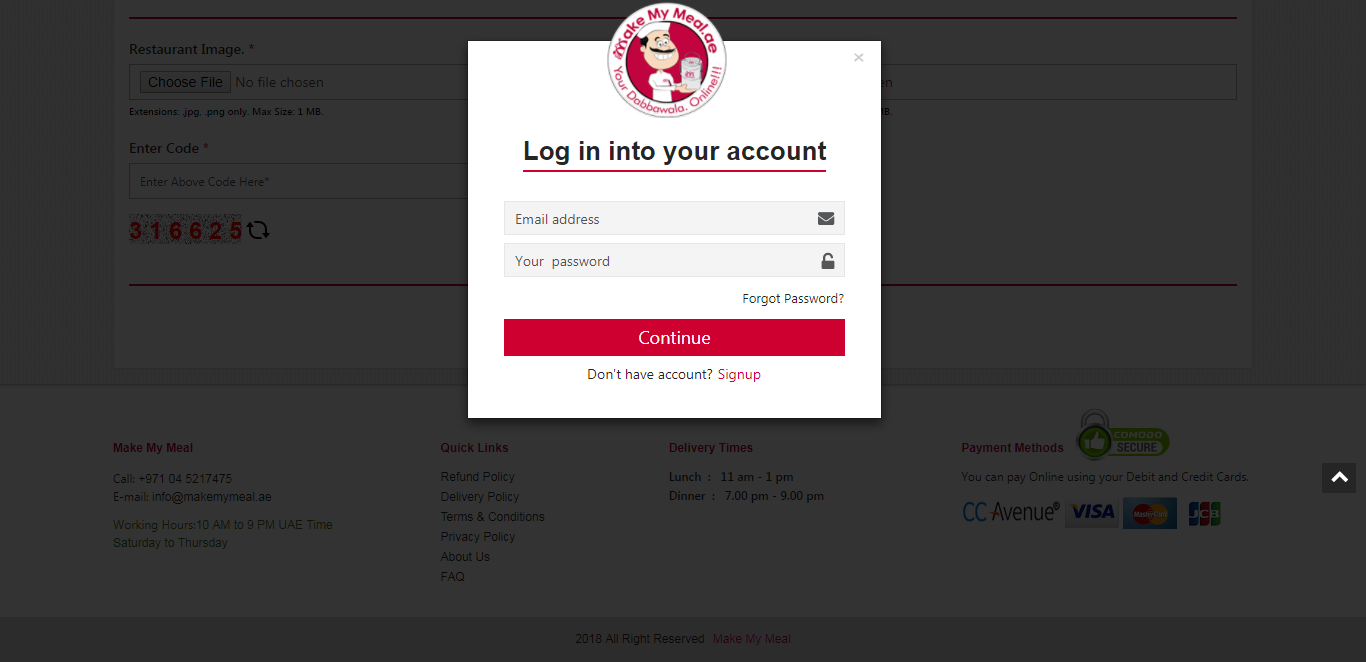 Make My Meal.ae
Your Dabbawala. Online!!!
×
Log in into your account
Email address
Your password
Forgot Password?
Continue
Don't have account? Signup
Restaurant Image. *
Choose File No file chosen
en
Extensions: .jpg, .png only. Max Size: 1 MB.
B.
Enter Code *
Enter Above Code Here*
316625
Make My Meal
Call: +971 04 5217475
E-mail: info@makemymeal.ae
Working Hours:10 AM to 9 PM UAE Time
Saturday to Thursday
Quick Links
Refund Policy
Delivery Policy
Terms & Conditions
Privacy Policy
About Us
FAQ
Delivery Times
Lunch : 11 am - 1 pm
Dinner : 7.00 pm - 9.00 pm
Payment Methods
COMODO
SECURE
You can pay Online using your Debit and Credit Cards.
CC Avenue® VISA MasterCard JCB
2018 All Right Reserved Make My Meal